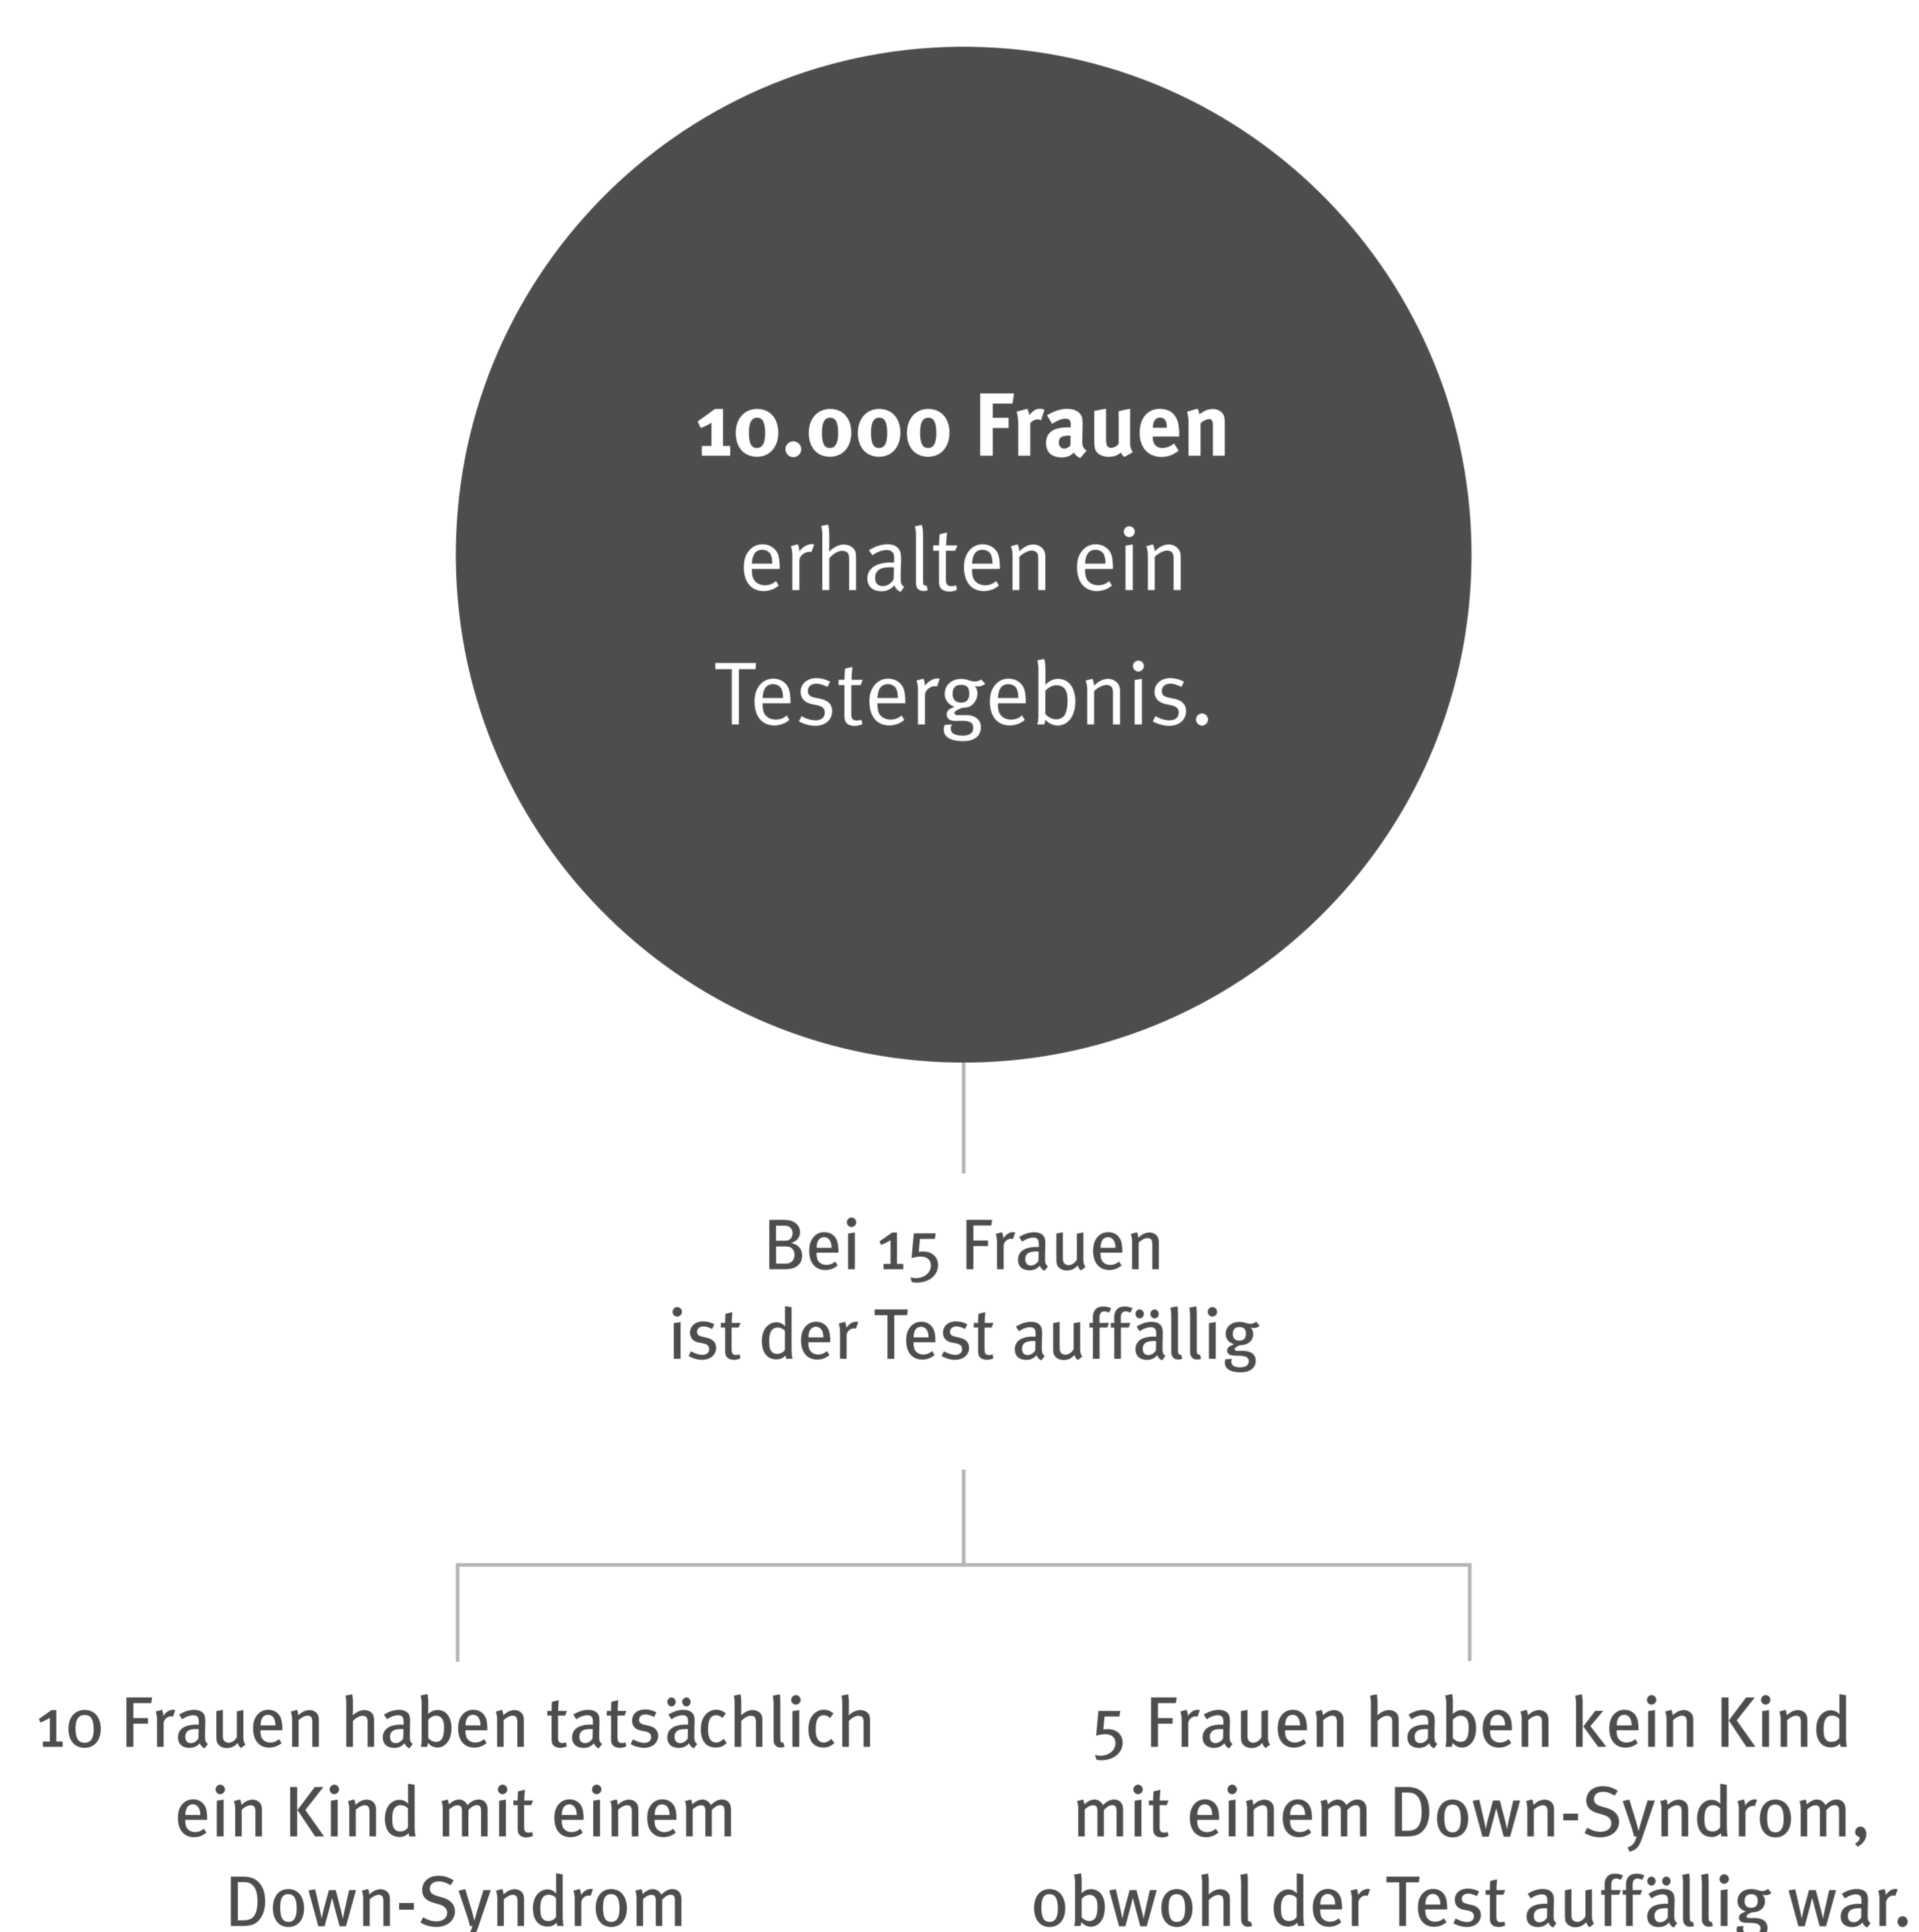 10.000 Frauen
erhalten ein
Testergebnis.
Bei 15 Frauen
ist der Test auffällig
10 Frauen haben tatsächlich
ein Kind mit einem
Down-Syndrom
5 Frauen haben kein Kind
mit einem Down-Syndrom,
obwohl der Test auffällig war.